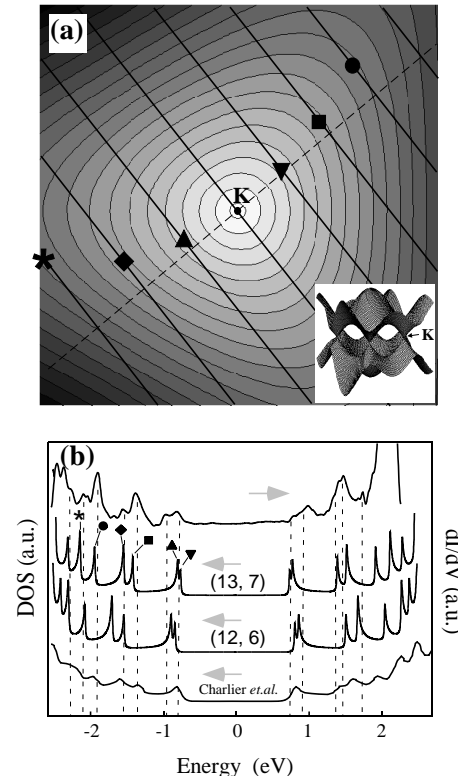 (a)
K
K
(b)
DOS (a.u.)
dI/dV (a.u.)
(13, 7)
(12, 6)
Charlier et.al.
-2 -1 0 1 2
Energy (eV)